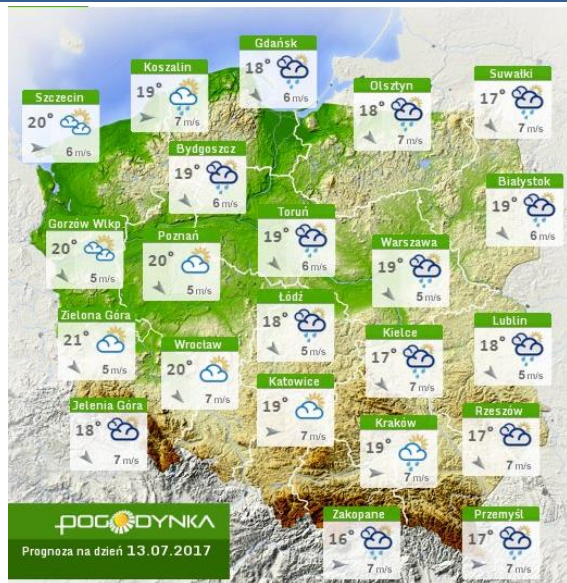 Gdańsk
18°
6 m/s
Koszalin
19°
7 m/s
Suwałki
17°
7 m/s
Olsztyn
18°
7 m/s
Szczecin
20°
6 m/s
Bydgoszcz
19°
6 m/s
Białystok
19°
6 m/s
Toruń
19°
6 m/s
Gorzów Wlkp
20°
5 m/s
Poznań
20°
5 m/s
Warszawa
19°
5 m/s
Łódź
18°
5 m/s
Zielona Góra
21°
5 m/s
Lublin
18°
5 m/s
Kielce
17°
7 m/s
Wrocław
20°
7 m/s
Katowice
19°
7 m/s
Jelenia Góra
18°
7 m/s
Rzeszów
17°
7 m/s
Kraków
19°
7 m/s
Zakopane
16°
7 m/s
Przemyśl
17°
7 m/s
POGODYNKA
Prognoza na dzień 13.07.2017